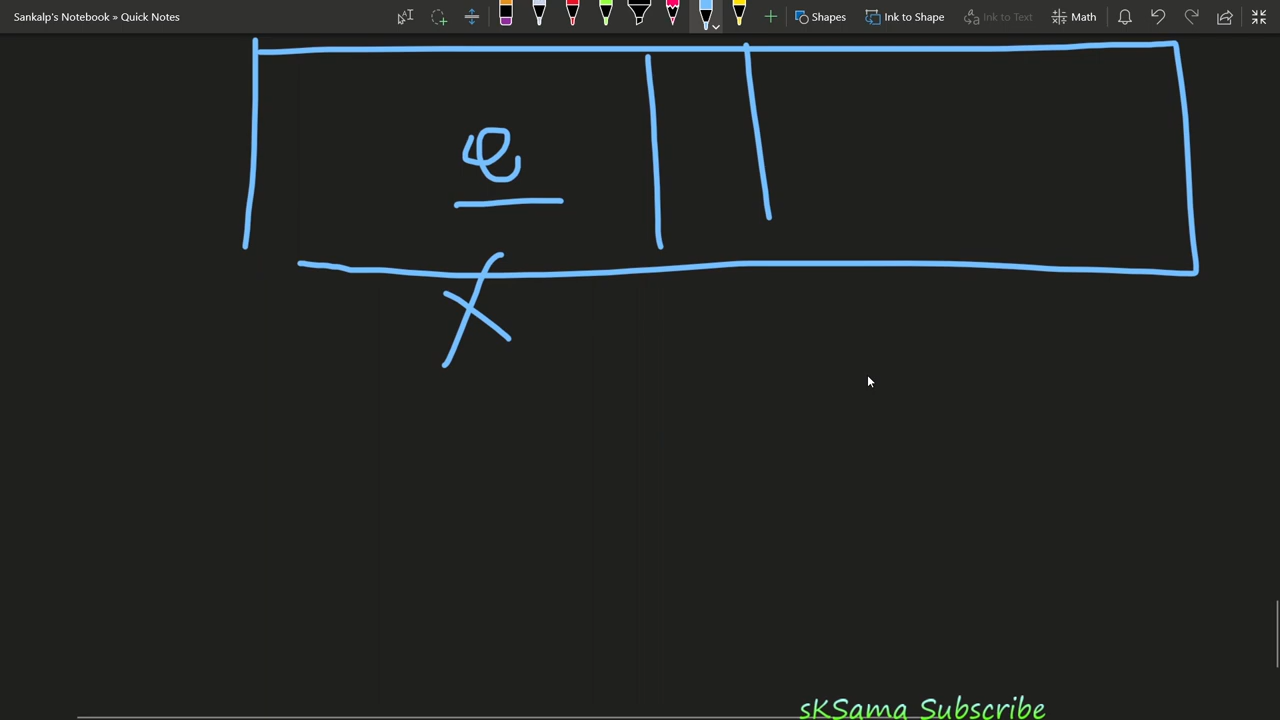 Sankalp's Notebook » Quick Notes
Shapes Ink to Shape Ink to Text Math
e
X
sKSama Subscribe